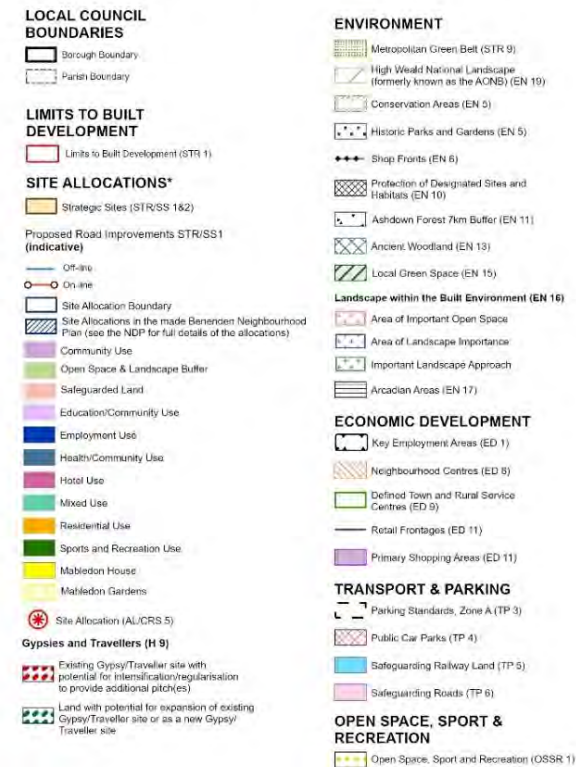 LOCAL COUNCIL
BOUNDARIES
Borough Boundary
Parish Boundary
LIMITS TO BUILT
DEVELOPMENT
Limits to Built Development (STR 1)
SITE ALLOCATIONS*
Strategic Sites (STR/SS 1&2)
Proposed Road Improvements STR/SS1
(indicative)
Off-line
On-line
Site Allocation Boundary
Site Allocations in the made Benenden Neighbourhood
Plan (see the NDP for full details of the allocations)
Community Use
Open Space & Landscape Buffer
Safeguarded Land
Education/Community Use
Employment Use
Health/Community Use
Hotel Use
Mixed Use
Residential Use
Sports and Recreation Use
Mabledon House
Mabledon Gardens
Site Allocation (AL/CRS 5)
Gypsies and Travellers (H 9)
Existing Gypsy/Traveller site with
potential for intensification/regularisation
to provide additional pitch(es)
Land with potential for expansion of existing
Gypsy/Traveller site or as a new Gypsy/
Traveller site
ENVIRONMENT
Metropolitan Green Belt (STR 9)
High Weald National Landscape
(formerly known as the AONB) (EN 19)
Conservation Areas (EN 5)
Historic Parks and Gardens (EN 5)
Shop Fronts (EN 6)
Protection of Designated Sites and
Habitats (EN 10)
Ashdown Forest 7km Buffer (EN 11)
Ancient Woodland (EN 13)
Local Green Space (EN 15)
Landscape within the Built Environment (EN 16)
Area of Important Open Space
Area of Landscape Importance
Important Landscape Approach
Arcadian Areas (EN 17)
ECONOMIC DEVELOPMENT
Key Employment Areas (ED 1)
Neighbourhood Centres (ED 8)
Defined Town and Rural Service
Centres (ED 9)
Retail Frontages (ED 11)
Primary Shopping Areas (ED 11)
TRANSPORT & PARKING
Parking Standards, Zone A (TP 3)
Public Car Parks (TP 4)
Safeguarding Railway Land (TP 5)
Safeguarding Roads (TP 6)
OPEN SPACE, SPORT &
RECREATION
Open Space, Sport and Recreation (OSSR 1)